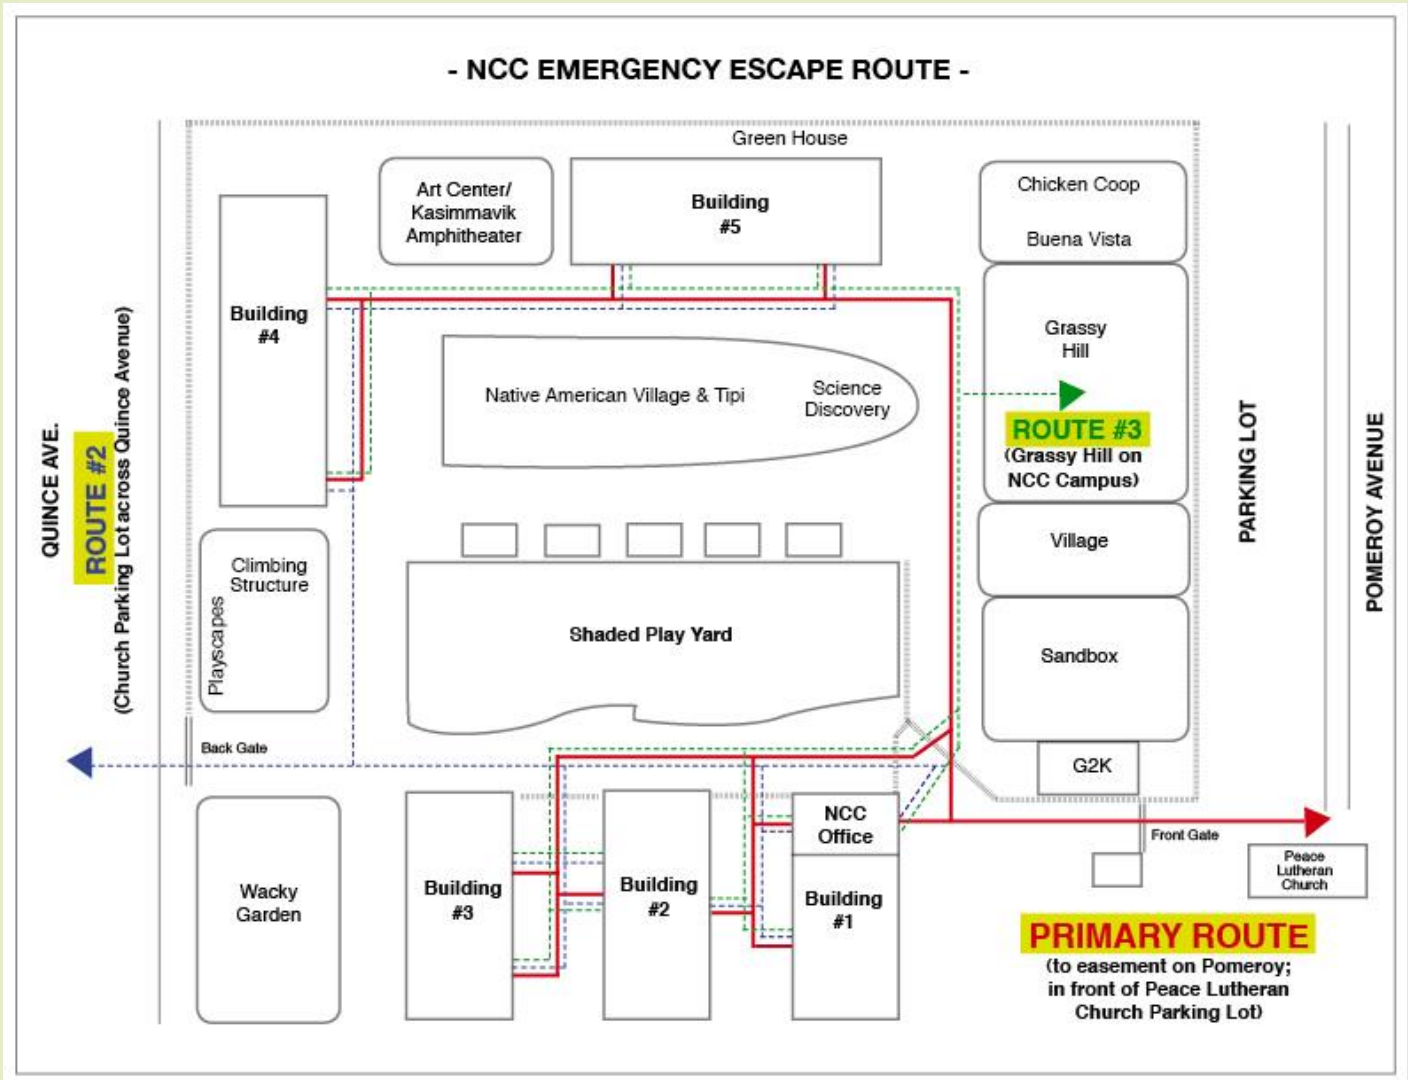 - NCC EMERGENCY ESCAPE ROUTE -
Green House
Art Center/
Kasimmavik
Amphitheater
Building
#5
Chicken Coop
Buena Vista
Building
#4
Grassy
Hill
ROUTE #3
(Grassy Hill on
NCC Campus)
Native American Village & Tipi
Science
Discovery
QUINCE AVE.
ROUTE #2
(Church Parking Lot across Quince Avenue)
PARKING LOT
POMEROY AVENUE
Climbing
Structure
Playscapes
Village
Shaded Play Yard
Sandbox
Back Gate
G2K
NCC
Office
Front Gate
Peace
Lutheran
Church
Wacky
Garden
Building
#3
Building
#2
Building
#1
PRIMARY ROUTE
(to easement on Pomeroy;
in front of Peace Lutheran
Church Parking Lot)